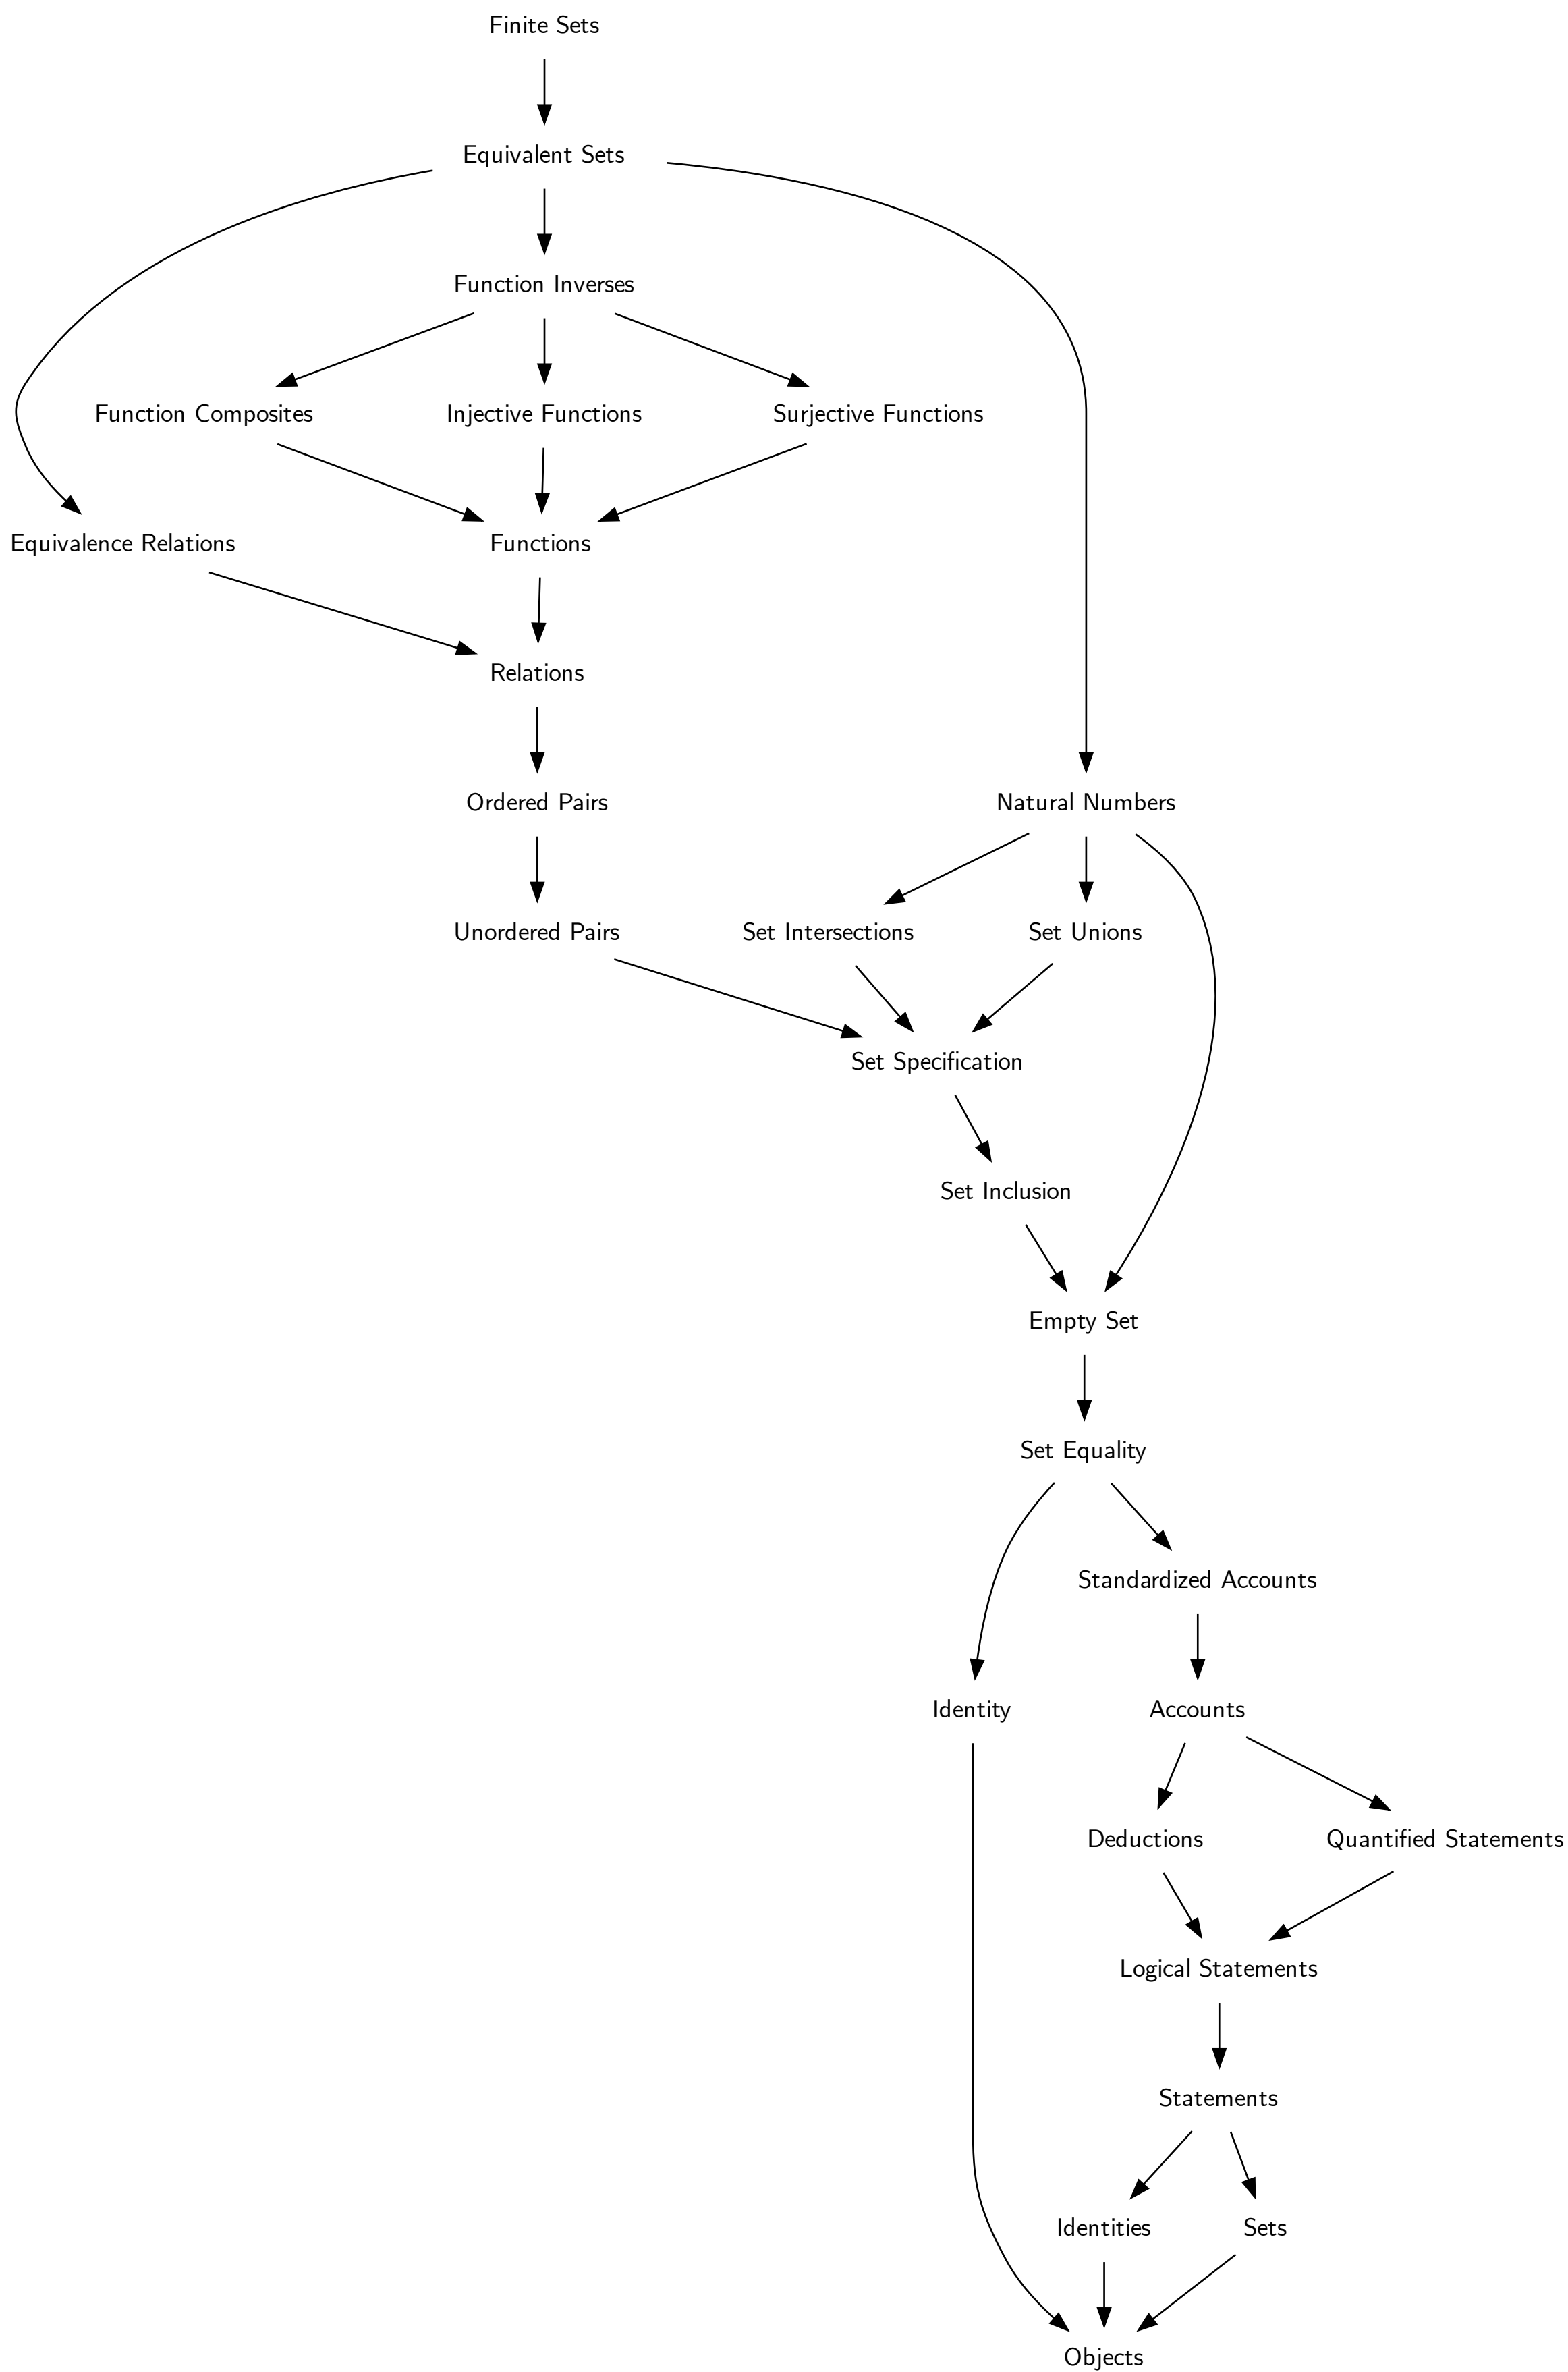 Finite Sets
Equivalent Sets
Function Inverses
Function Composites
Injective Functions
Surjective Functions
Equivalence Relations
Functions
Relations
Ordered Pairs
Natural Numbers
Unordered Pairs
Set Intersections
Set Unions
Set Specification
Set Inclusion
Empty Set
Set Equality
Standardized Accounts
Identity
Accounts
Deductions
Quantified Statements
Logical Statements
Statements
Identities
Sets
Objects